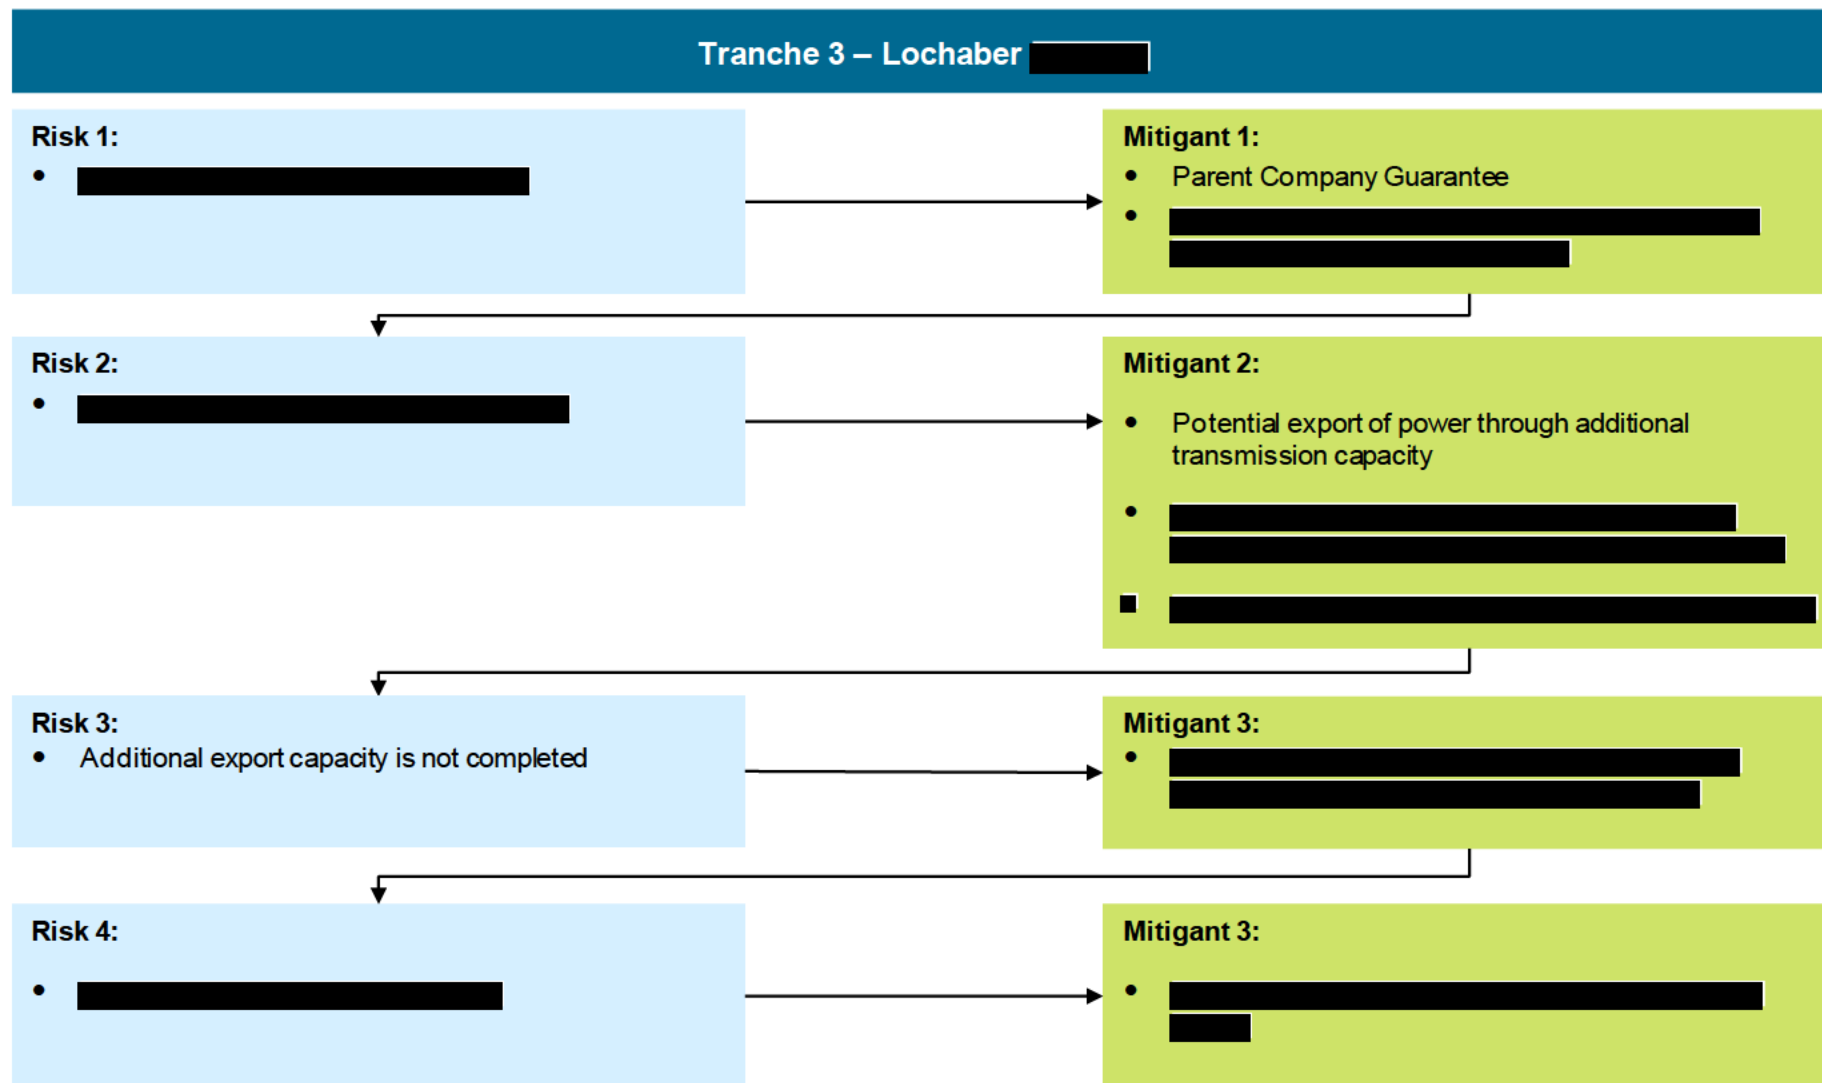 Tranche 3 – Lochaber
Risk 1:
Mitigant 1:
• Parent Company Guarantee
•
Risk 2:
•
Mitigant 2:
• Potential export of power through additional
transmission capacity
•
Risk 3:
• Additional export capacity is not completed
Mitigant 3:
•
Risk 4:
•
Mitigant 3:
•